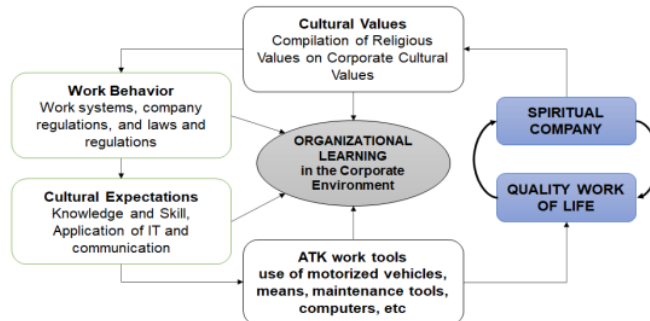 Cultural Values
Compilation of Religious
Values on Corporate Cultural
Values
Work Behavior
Work systems, company
regulations, and laws and
regulations
ORGANIZATIONAL
LEARNING
in the Corporate
Environment
SPIRITUAL
COMPANY
Cultural Expectations
Knowledge and Skill,
Application of IT and
communication
QUALITY WORK
OF LIFE
ATK work tools
use of motorized vehicles,
means, maintenance tools,
computers, etc